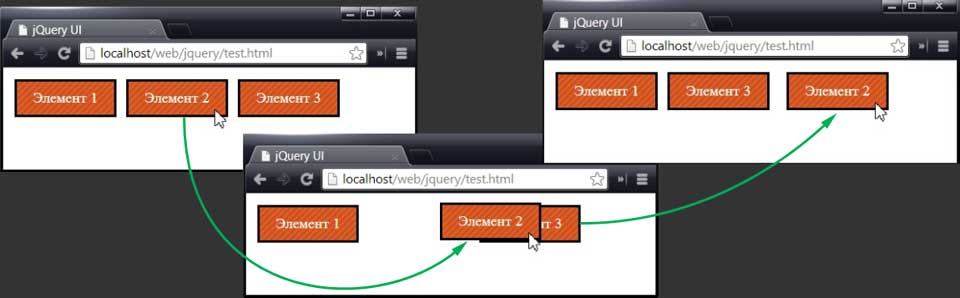 jQuery UI
localhost/web/jquery/test.html
Элемент 1 Элемент 2 Элемент 3
jQuery UI
localhost/web/jquery/test.html
Элемент 1 Элемент 3 Элемент 2
jQuery UI
localhost/web/jquery/test.html
Элемент 1 Элемент 2 т 3